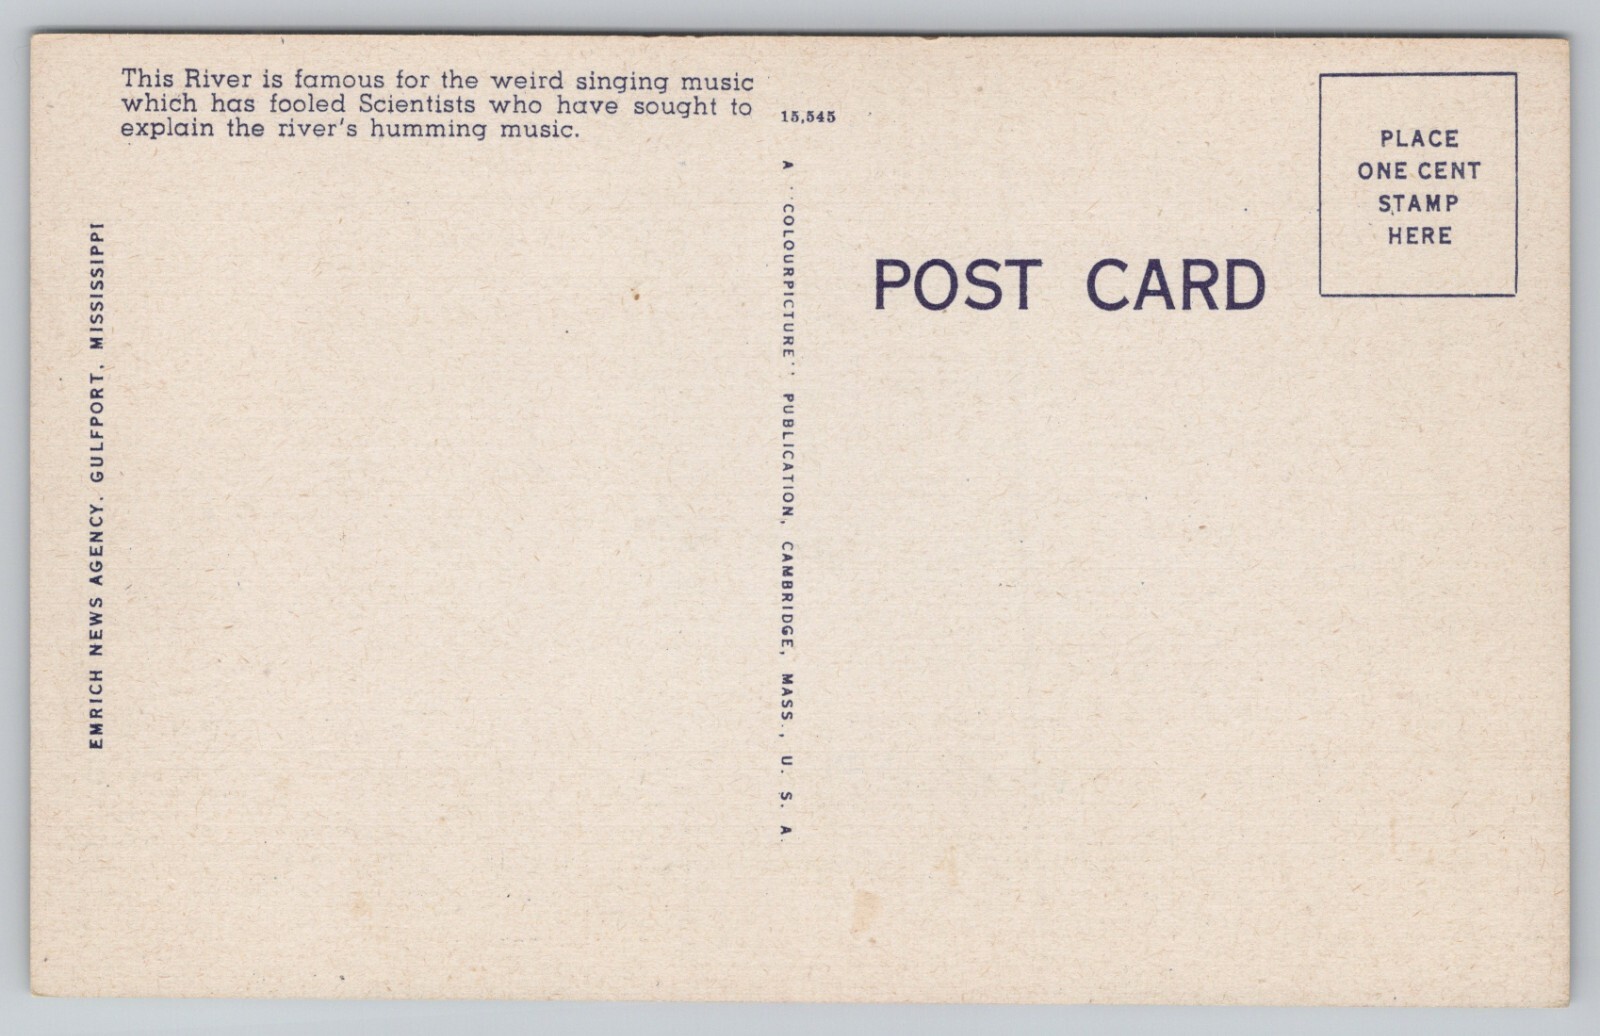 This River is famous for the weird singing music
which has fooled Scientists who have sought to
explain the river's humming music.
EMRICH NEWS AGENCY, GULFPORT, MISSISSIPPI
15,545
A "COLOURPICTURE" PUBLICATION, CAMBRIDGE, MASS., U. S. A.
POST CARD
PLACE
ONE CENT
STAMP
HERE